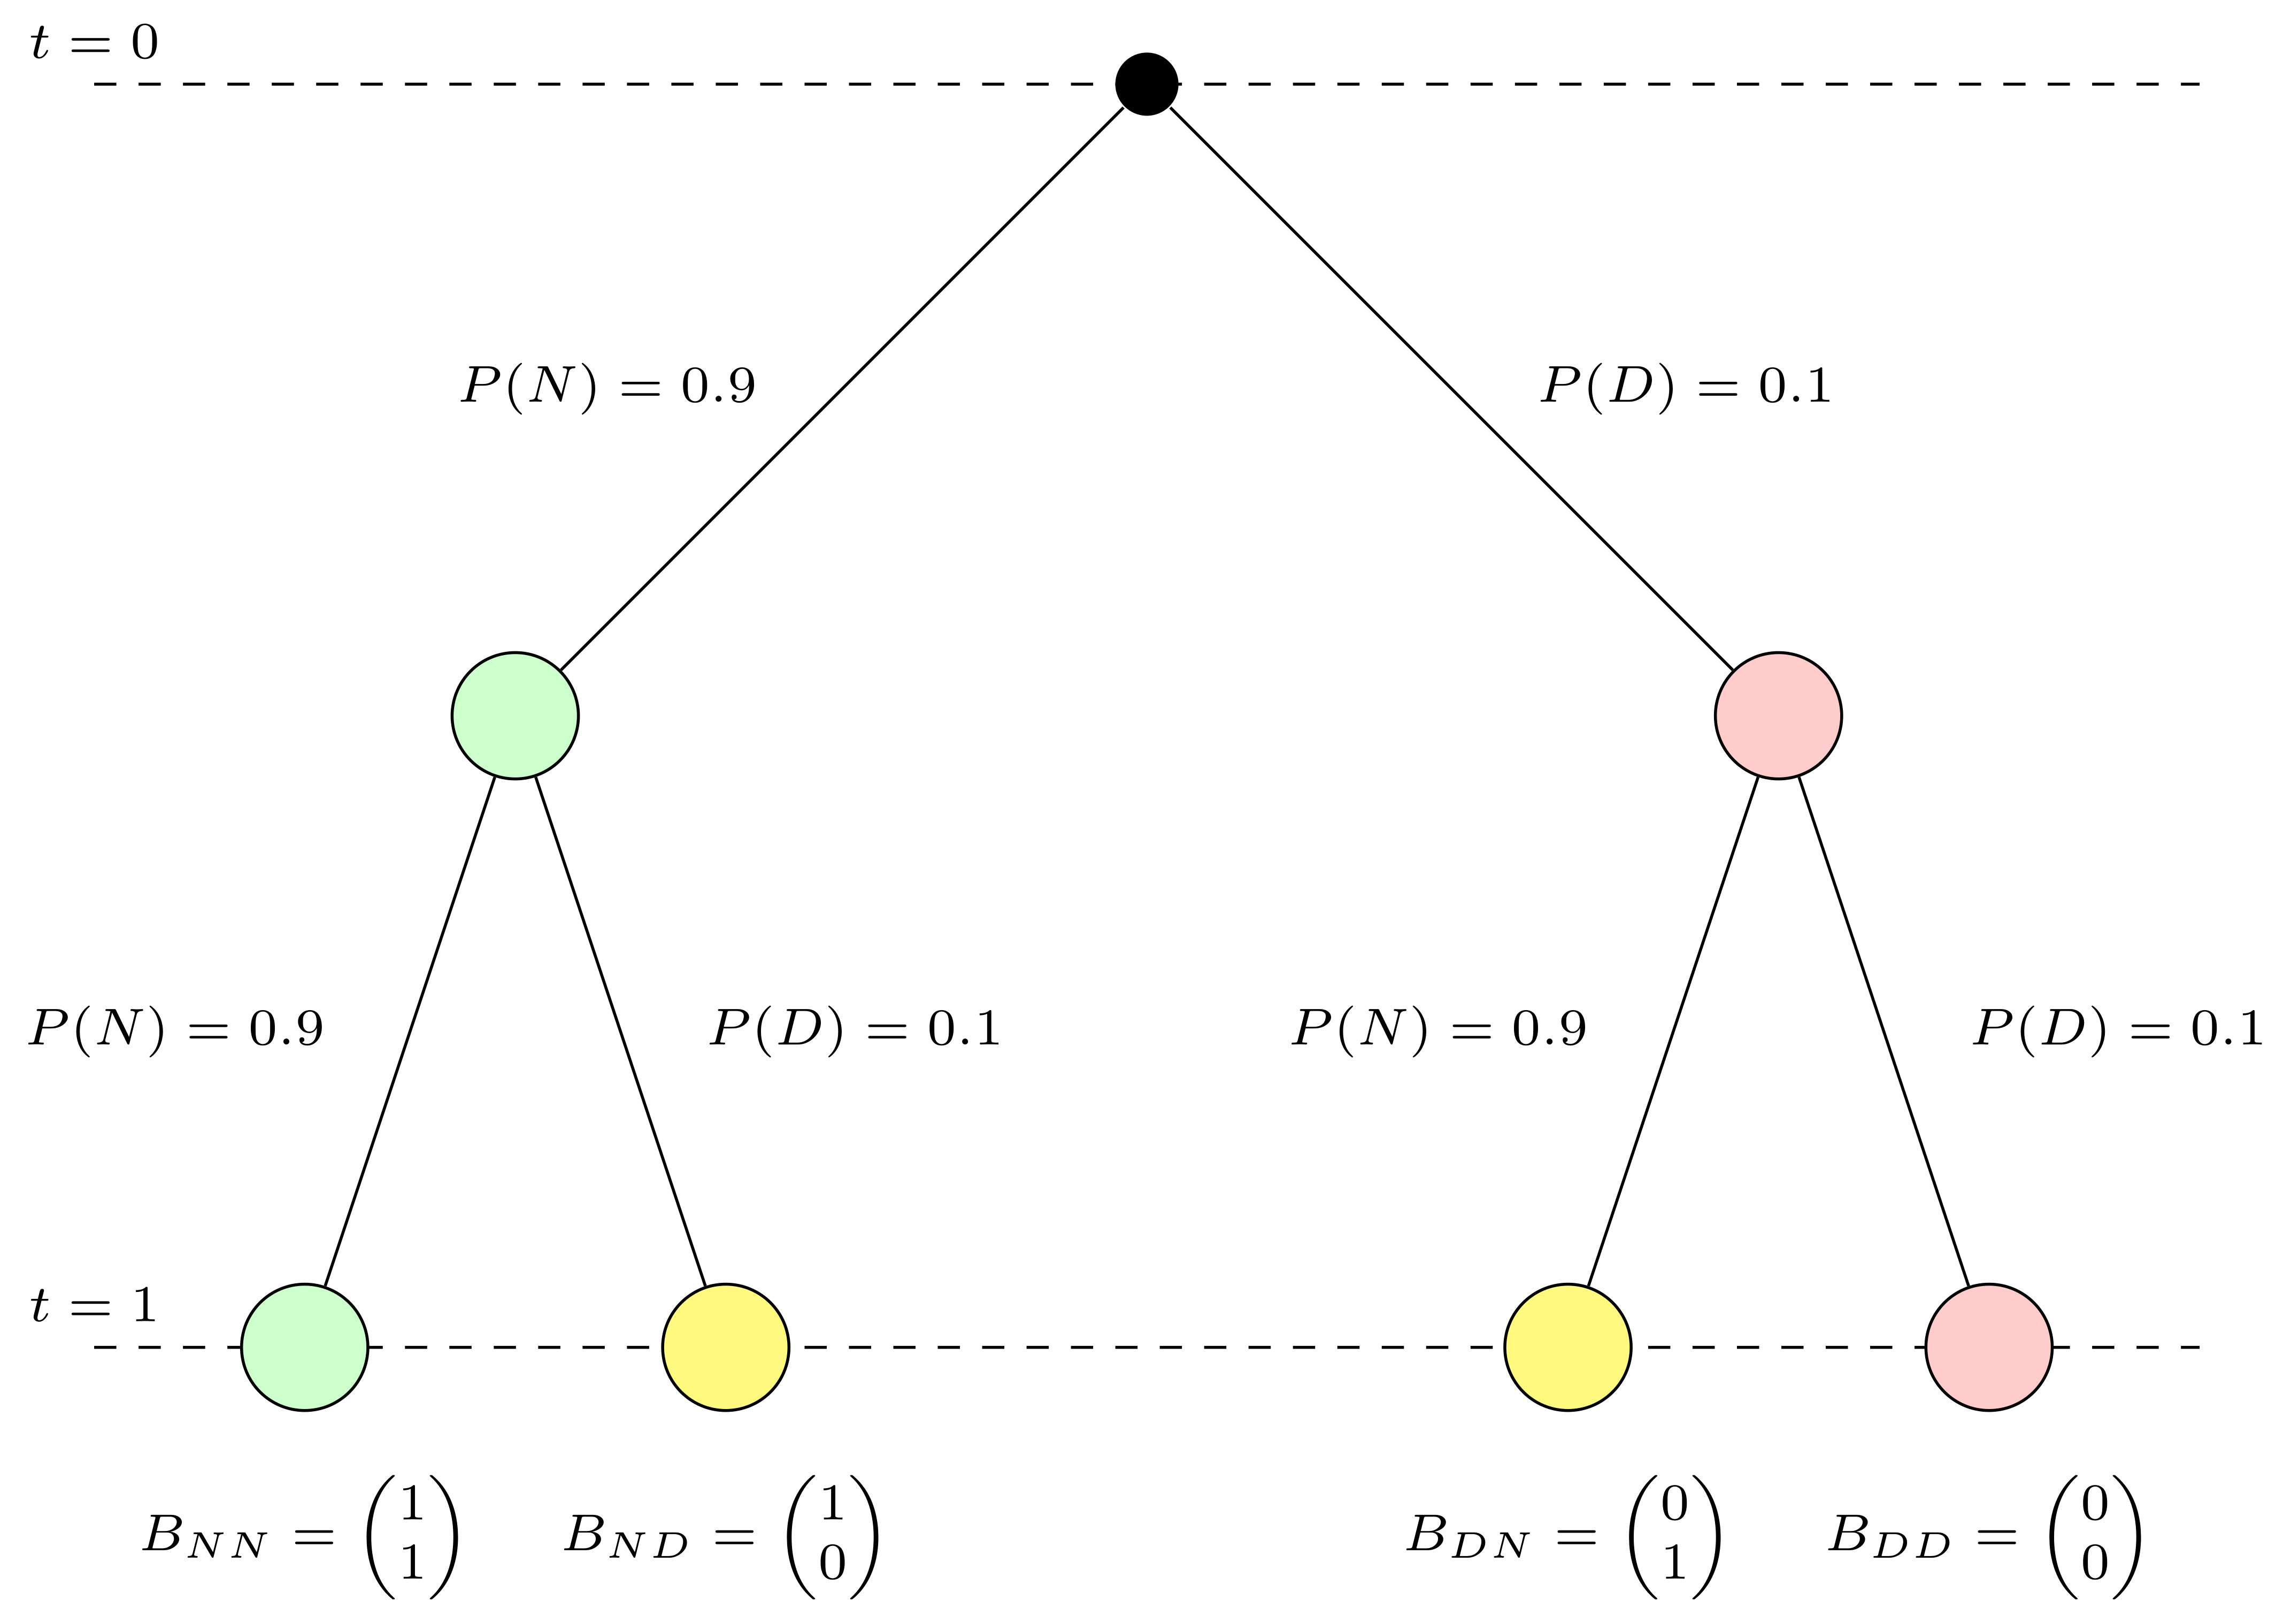 t = 0
P(N) = 0.9
P(D) = 0.1
P(N) = 0.9
P(D) = 0.1
P(N) = 0.9
P(D) = 0.1
t = 1
B_{NN} = \begin{pmatrix} 1 \\ 1 \end{pmatrix}
B_{ND} = \begin{pmatrix} 1 \\ 0 \end{pmatrix}
B_{DN} = \begin{pmatrix} 0 \\ 1 \end{pmatrix}
B_{DD} = \begin{pmatrix} 0 \\ 0 \end{pmatrix}